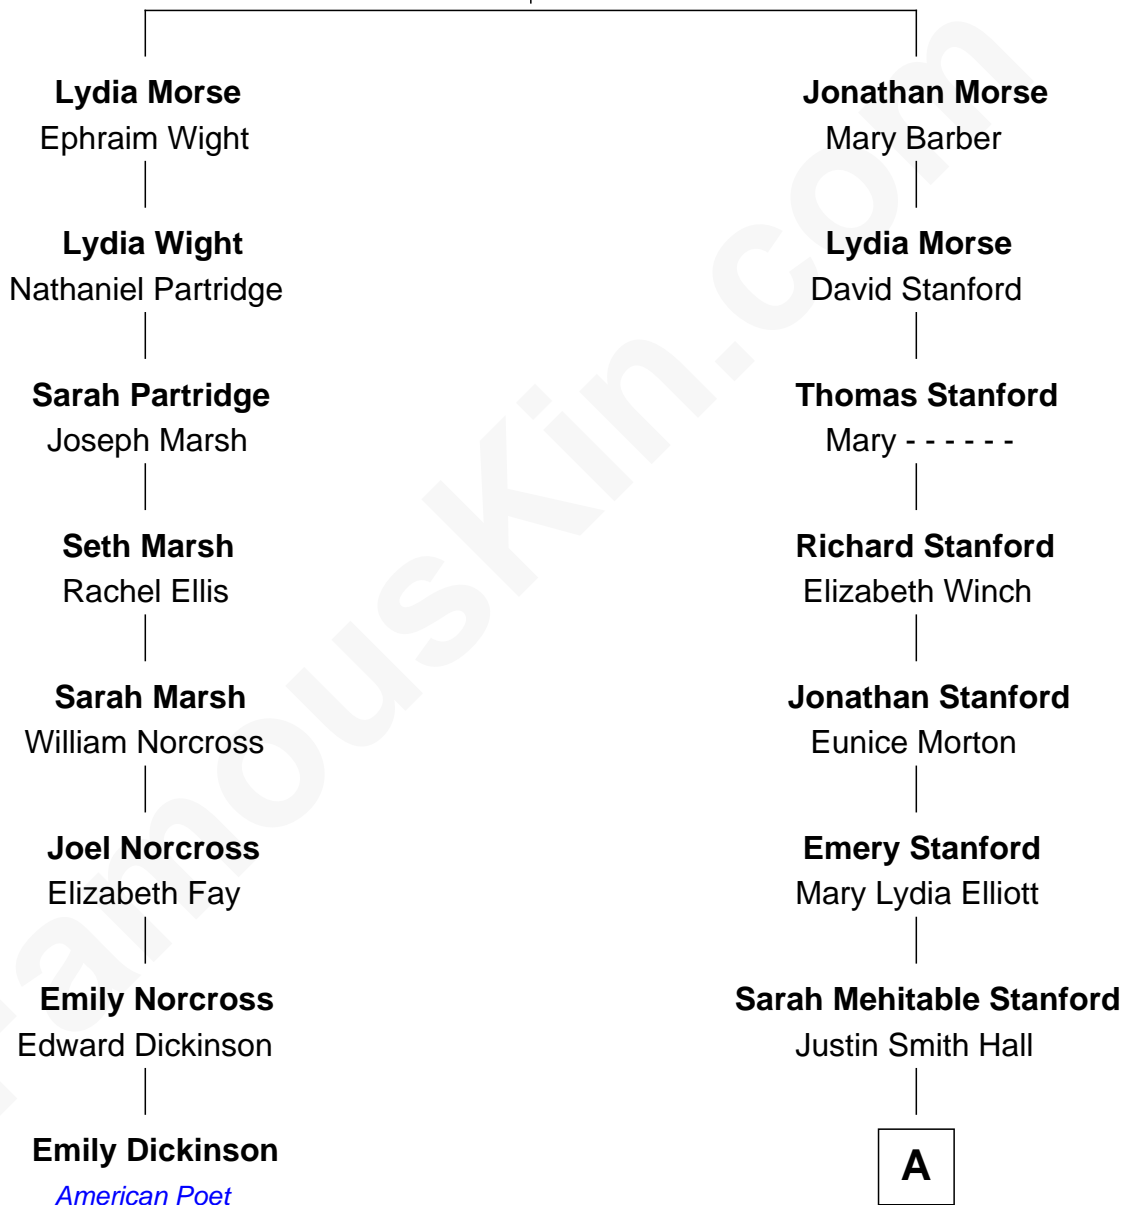 Lydia Morse
Ephraim Wight
Lydia Wight
Nathaniel Partridge
Sarah Partridge
Joseph Marsh
Seth Marsh
Rachel Ellis
Sarah Marsh
William Norcross
Joel Norcross
Elizabeth Fay
Emily Norcross
Edward Dickinson
Emily Dickinson
American Poet
Jonathan Morse
Mary Barber
Lydia Morse
David Stanford
Thomas Stanford
Mary - - - - - -
Richard Stanford
Elizabeth Winch
Jonathan Stanford
Eunice Morton
Emery Stanford
Mary Lydia Elliott
Sarah Mehitable Stanford
Justin Smith Hall
A
FamousKin.com